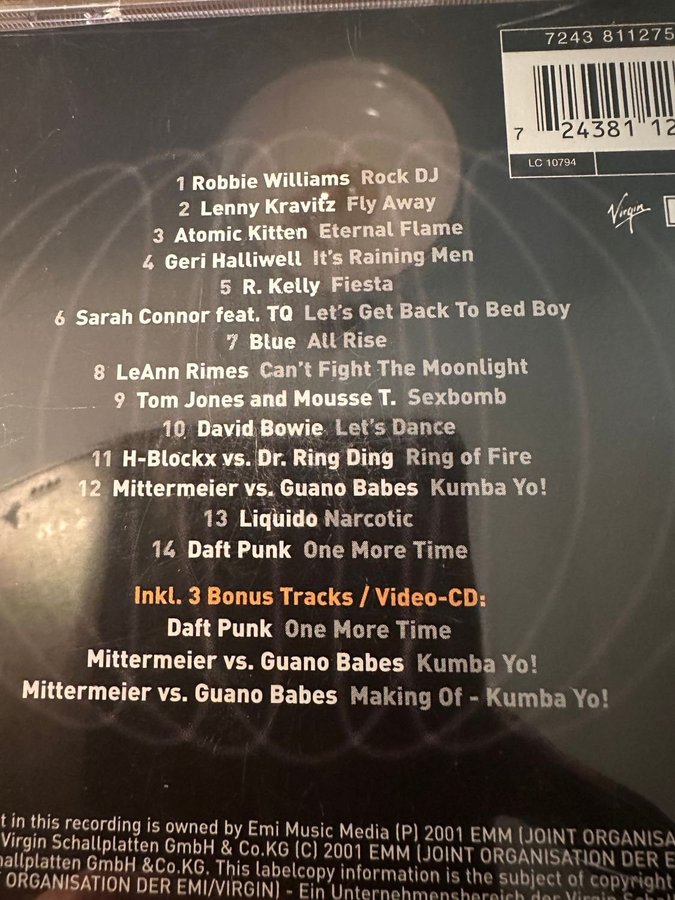 7243 811275
7 24381 12
LC 10794
Virgin
1 Robbie Williams Rock DJ
2 Lenny Kravitz Fly Away
3 Atomic Kitten Eternal Flame
4 Geri Halliwell It's Raining Men
5 R. Kelly Fiesta
6 Sarah Connor feat. TQ Let's Get Back To Bed Boy
7 Blue All Rise
8 LeAnn Rimes Can't Fight The Moonlight
9 Tom Jones and Mousse T. Sexbomb
10 David Bowie Let's Dance
11 H-Blockx vs. Dr. Ring Ding Ring of Fire
12 Mittermeier vs. Guano Babes Kumba Yo!
13 Liquido Narcotic
14 Daft Punk One More Time
Inkl. 3 Bonus Tracks / Video-CD:
Daft Punk One More Time
Mittermeier vs. Guano Babes Kumba Yo!
Mittermeier vs. Guano Babes Making Of - Kumba Yo!
t in this recording is owned by Emi Music Media (P) 2001 EMM (JOINT ORGANISA
Virgin Schallplatten GmbH & Co.KG (C) 2001 EMM (JOINT ORGANISATION DER E
hallplatten GmbH &Co.KG. This labelcopy information is the subject of copyright
T ORGANISATION DER EMI/VIRGIN) - Ein Unternehmensbereich der Virgin Schal